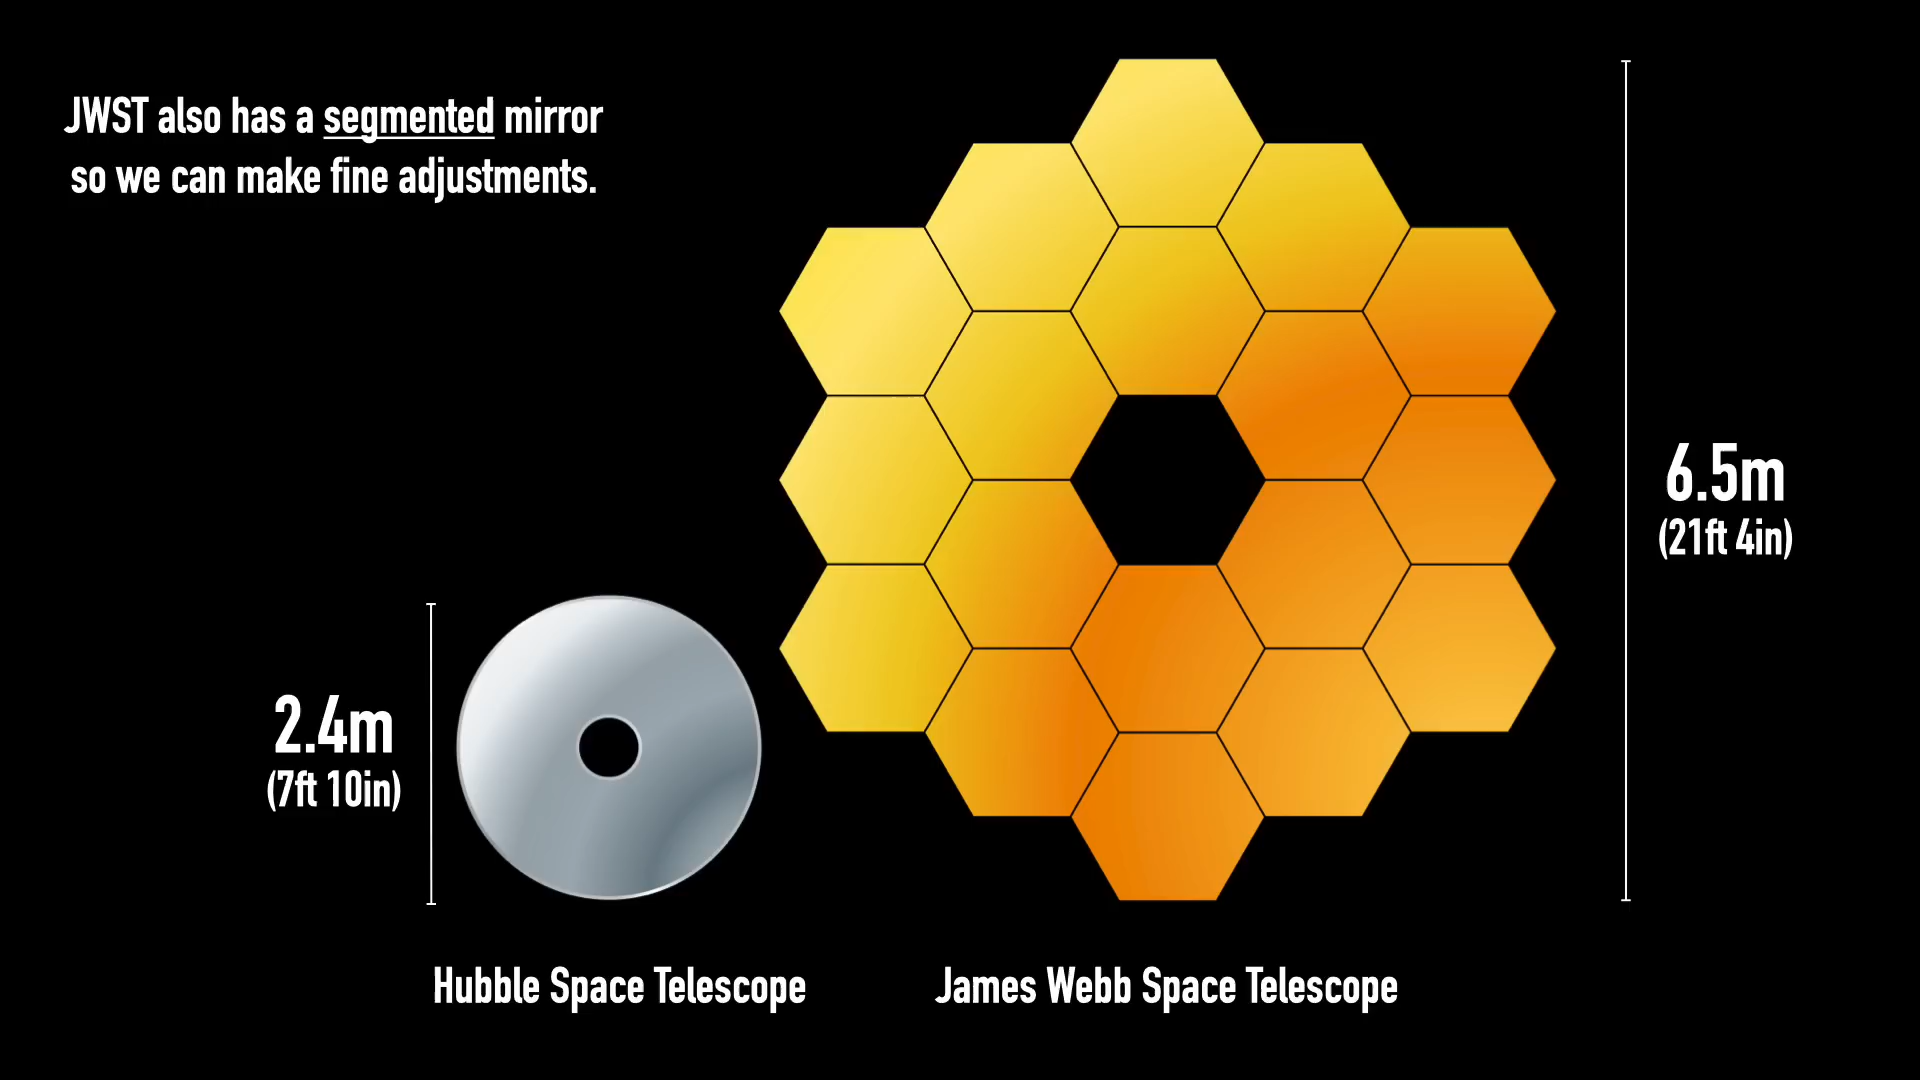 JWST also has a segmented mirror
so we can make fine adjustments.
6.5m
(21ft 4in)
2.4m
(7ft 10in)
Hubble Space Telescope
James Webb Space Telescope